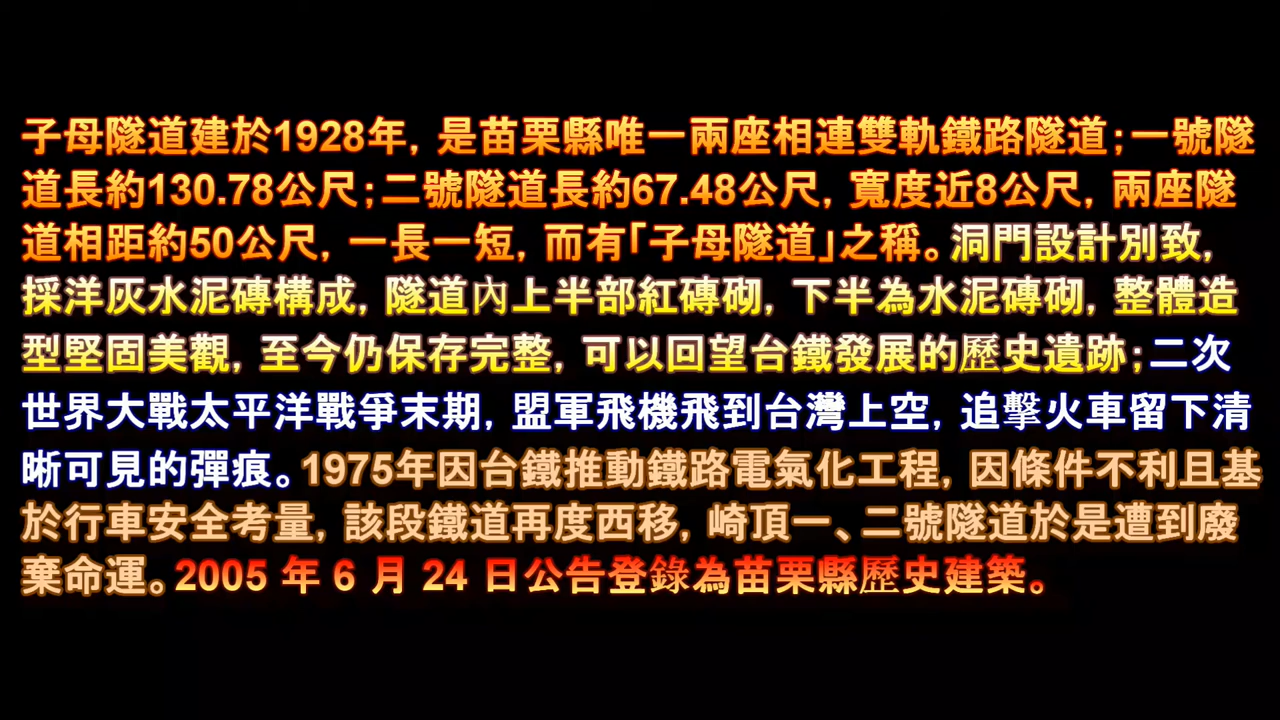 子母隧道建於1928年, 是苗栗縣唯一兩座相連雙軌鐵路隧道;一號隧
道長約130.78公尺;二號隧道長約67.48公尺, 寬度近8公尺, 兩座隧
道相距約50公尺, 一長一短, 而有「子母隧道」之稱。洞門設計別致,
採洋灰水泥磚構成, 隧道內上半部紅磚砌, 下半為水泥磚砌, 整體造
型堅固美觀, 至今仍保存完整, 可以回望台鐵發展的歷史遺跡;二次
世界大戰太平洋戰爭末期, 盟軍飛機飛到台灣上空, 追擊火車留下清
晰可見的彈痕。1975年因台鐵推動鐵路電氣化工程, 因條件不利且基
於行車安全考量, 該段鐵道再度西移, 崎頂一、二號隧道於是遭到廢
棄命運。2005 年 6 月 24 日公告登錄為苗栗縣歷史建築。